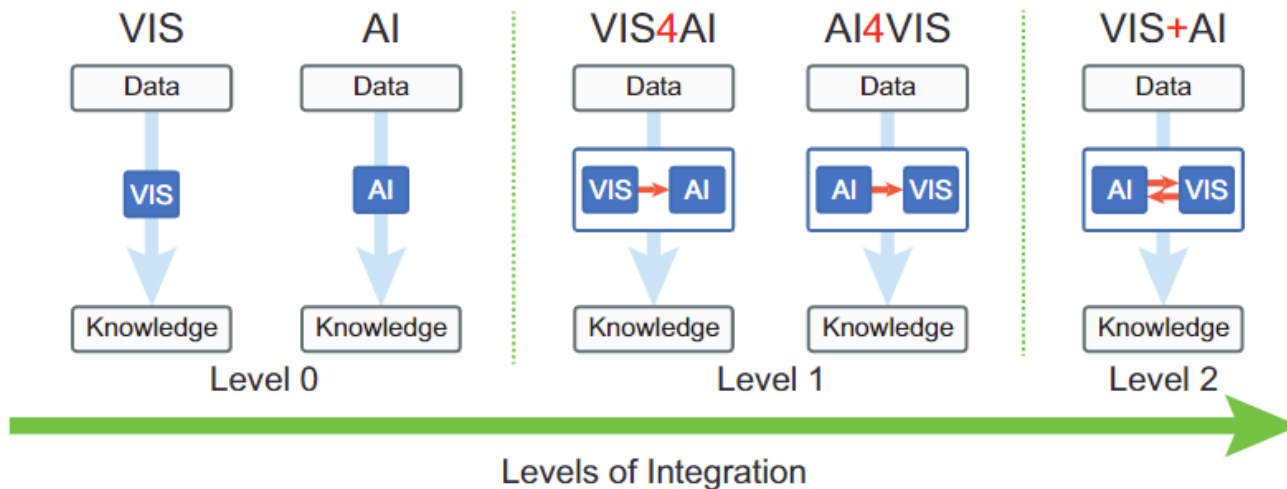 VIS AI VIS4AI AI4VIS VIS+AI
Data Data Data Data Data
VIS AI VIS AI AI VIS AI VIS
Knowledge Knowledge Knowledge Knowledge Knowledge
Level 0 Level 1 Level 2
Levels of Integration